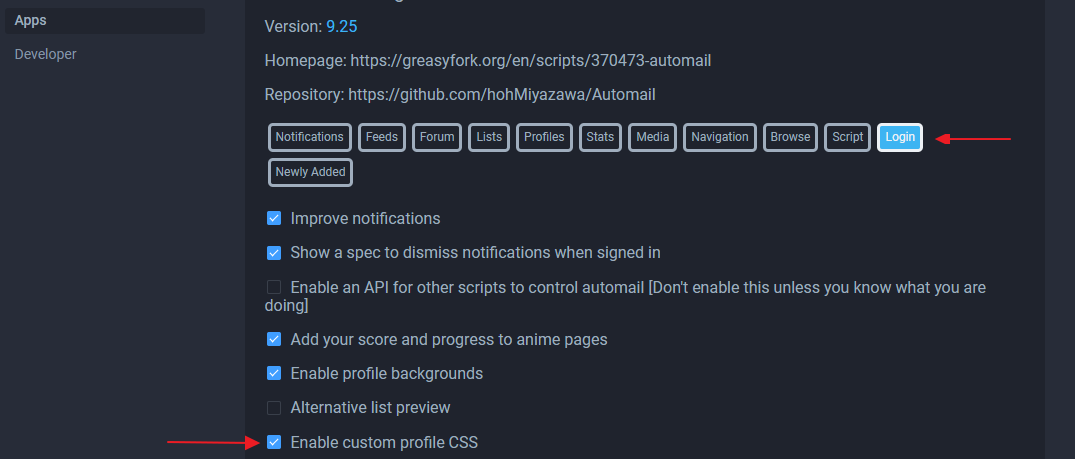 Apps
Developer
Version: 9.25
Homepage: https://greasyfork.org/en/scripts/370473-automail
Repository: https://github.com/hohMiyazawa/Automail
Notifications Feeds Forum Lists Profiles Stats Media Navigation Browse Script Login
Newly Added
Improve notifications
Show a spec to dismiss notifications when signed in
Enable an API for other scripts to control automail [Don't enable this unless you know what you are
doing]
Add your score and progress to anime pages
Enable profile backgrounds
Alternative list preview
Enable custom profile CSS